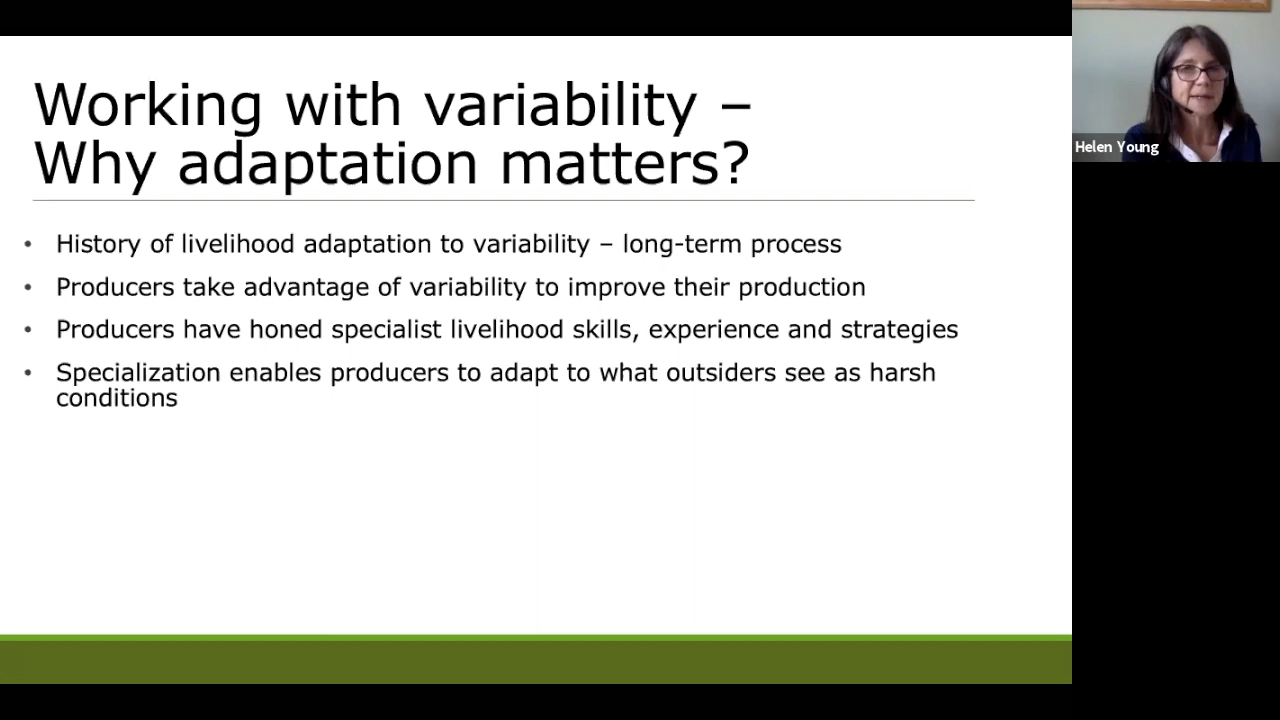 Working with variability –
Why adaptation matters?
• History of livelihood adaptation to variability – long-term process
• Producers take advantage of variability to improve their production
• Producers have honed specialist livelihood skills, experience and strategies
• Specialization enables producers to adapt to what outsiders see as harsh
conditions
Helen Young